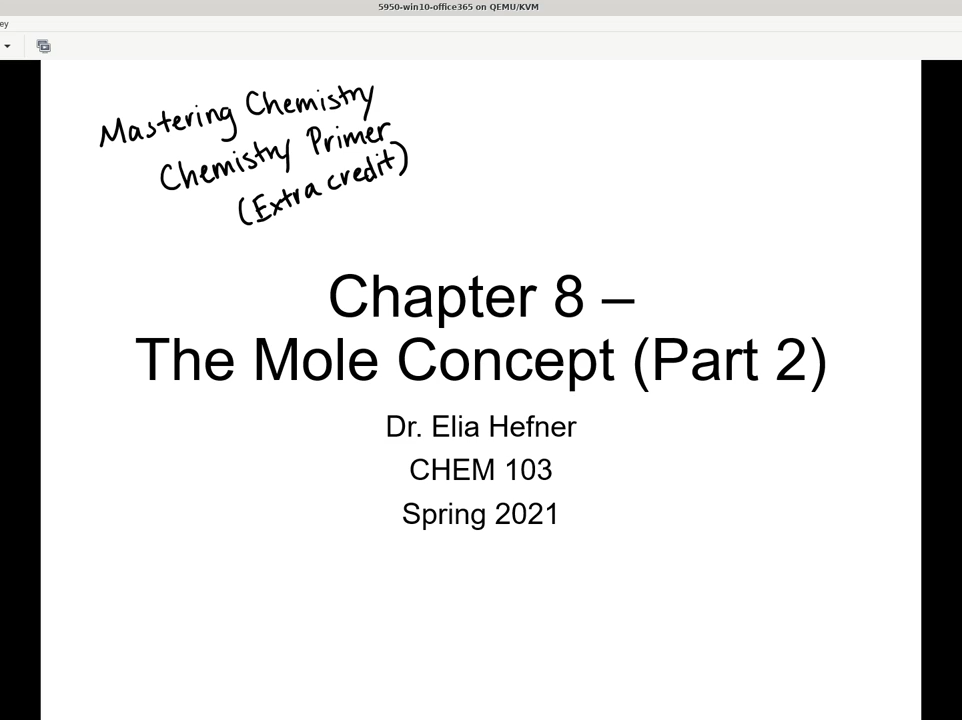 5950-win10-office365 on QEMU/KVM
ey
Mastering Chemistry
Chemistry Primer
(Extra credit)
Chapter 8 –
The Mole Concept (Part 2)
Dr. Elia Hefner
CHEM 103
Spring 2021